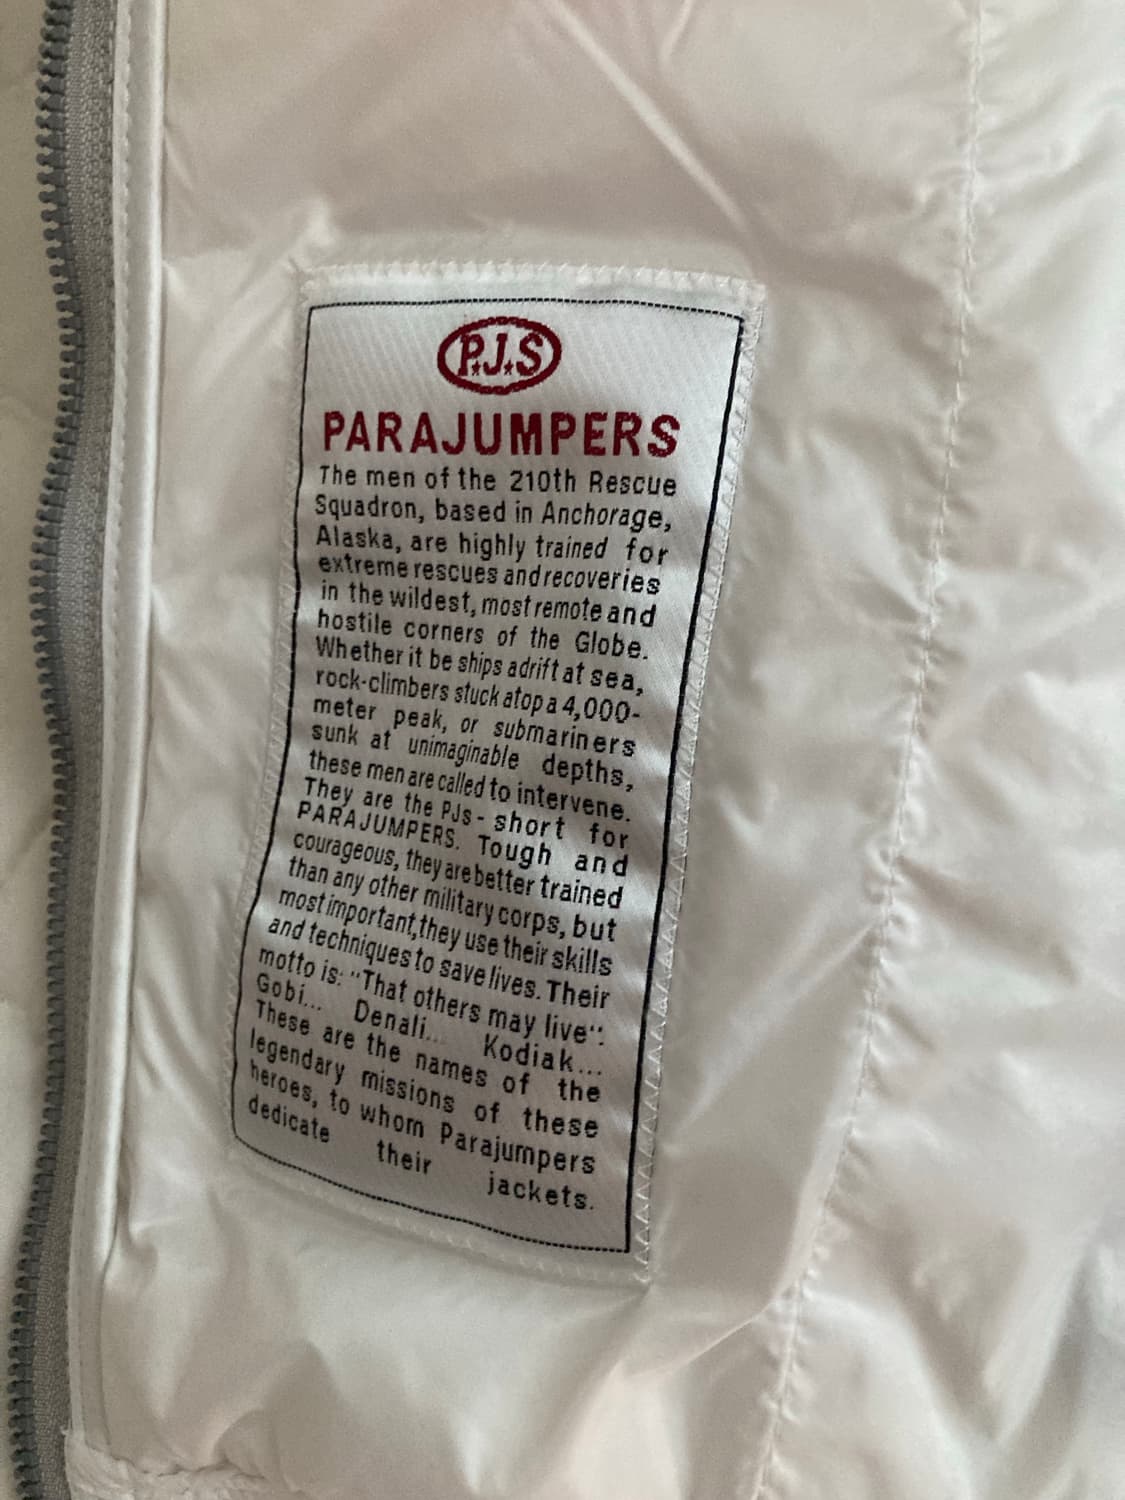 P.J.S
PARAJUMPERS
The men of the 210th Rescue
Squadron, based in Anchorage,
Alaska, are highly trained for
extreme rescues and recoveries
in the wildest, most remote and
hostile corners of the Globe.
Whether it be ships adrift at sea,
rock-climbers stuck atop a 4,000-
meter peak, or submariners
sunk at unimaginable depths,
these men are called to intervene.
They are the PJs - short for
PARAJUMPERS. Tough and
courageous, they are better trained
than any other military corps, but
most important, they use their skills
and techniques to save lives. Their
motto is: "That others may live".
Gobi... Denali... Kodiak...
These are the names of the
legendary missions of these
heroes, to whom Parajumpers
dedicate their jackets.